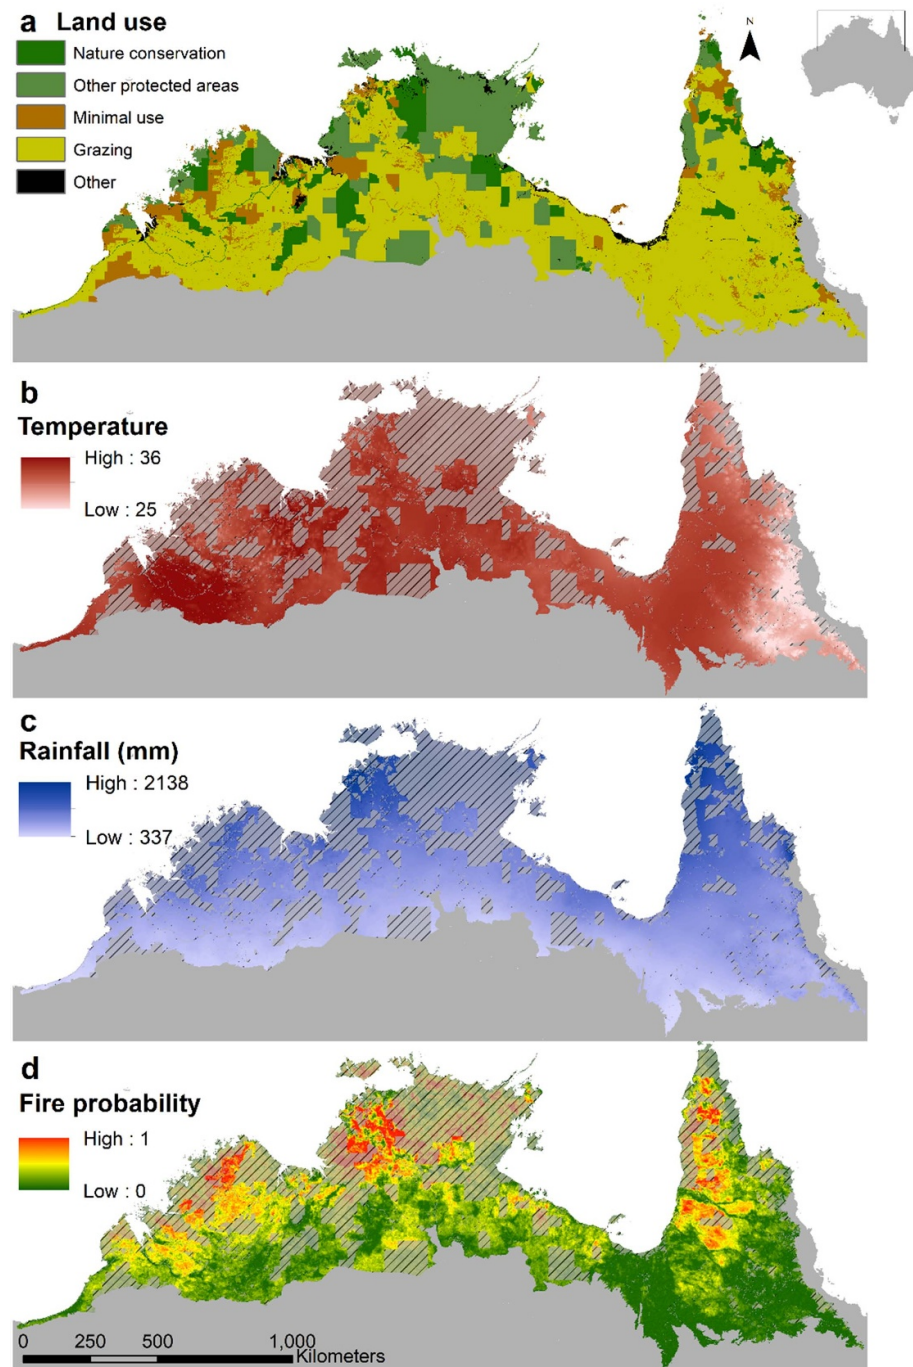 a Land use
Nature conservation
Other protected areas
Minimal use
Grazing
Other
N
b
Temperature
High : 36
Low : 25
c
Rainfall (mm)
High : 2138
Low : 337
d
Fire probability
High : 1
Low : 0
0 250 500 1,000
Kilometers